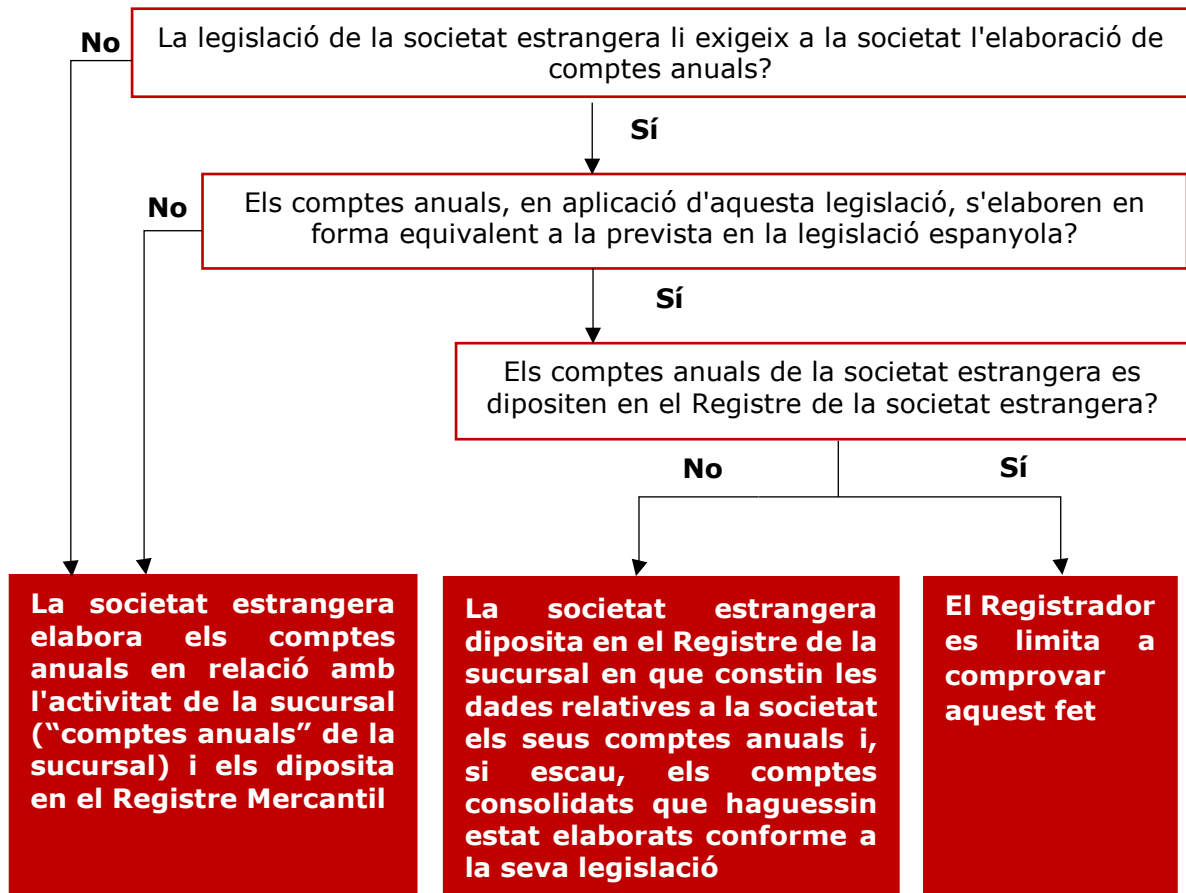 No
La legislació de la societat estrangera li exigeix a la societat l'elaboració de
comptes anuals?
Sí
No
Els comptes anuals, en aplicació d'aquesta legislació, s'elaboren en
forma equivalent a la prevista en la legislació espanyola?
Sí
Els comptes anuals de la societat estrangera es
dipositen en el Registre de la societat estrangera?
No
Sí
La societat estrangera
elabora els comptes
anuals en relació amb
l'activitat de la sucursal
(“comptes anuals” de la
sucursal) i els diposita
en el Registre Mercantil
La societat estrangera
diposita en el Registre de la
sucursal en que constin les
dades relatives a la societat
els seus comptes anuals i,
si escau, els comptes
consolidats que haguessin
estat elaborats conforme a
la seva legislació
El Registrador
es limita a
comprovar
aquest fet